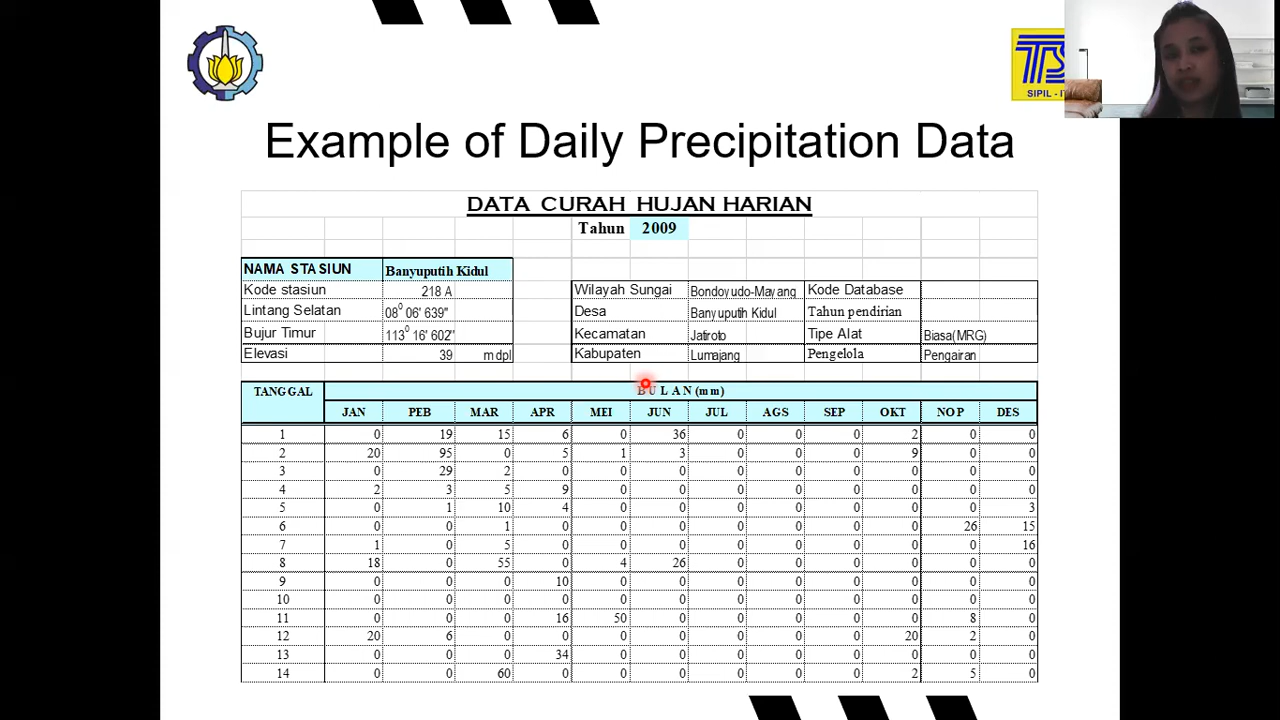 TS
SIPIL - IT
Example of Daily Precipitation Data
DATA CURAH HUJAN HARIAN
Tahun 2009
NAMA STASIUN Banyuputih Kidul
Kode stasiun 218 A Wilayah Sungai Bondoyudo-Mayang Kode Database
Lintang Selatan 08⁰ 06' 639" Desa Banyuputih Kidul Tahun pendirian
Bujur Timur 113⁰ 16' 602" Kecamatan Jatiroto Tipe Alat Biasa(MRG)
Elevasi 39 m dpl Kabupaten Lumajang Pengelola Pengairan
TANGGAL B U L A N (mm)
JAN PEB MAR APR MEI JUN JUL AGS SEP OKT NOP DES
1 0 19 15 6 0 36 0 0 0 2 0 0
2 20 95 0 5 1 3 0 0 0 9 0 0
3 0 29 2 0 0 0 0 0 0 0 0 0
4 2 3 5 9 0 0 0 0 0 0 0 0
5 0 1 10 4 0 0 0 0 0 0 0 3
6 0 0 1 0 0 0 0 0 0 0 26 15
7 1 0 5 0 0 0 0 0 0 0 0 16
8 18 0 55 0 4 26 0 0 0 0 0 0
9 0 0 0 10 0 0 0 0 0 0 0 0
10 0 0 0 0 0 0 0 0 0 0 0 0
11 0 0 0 16 50 0 0 0 0 0 8 0
12 20 6 0 0 0 0 0 0 0 20 2 0
13 0 0 0 34 0 0 0 0 0 0 0 0
14 0 0 60 0 0 0 0 0 0 2 5 0